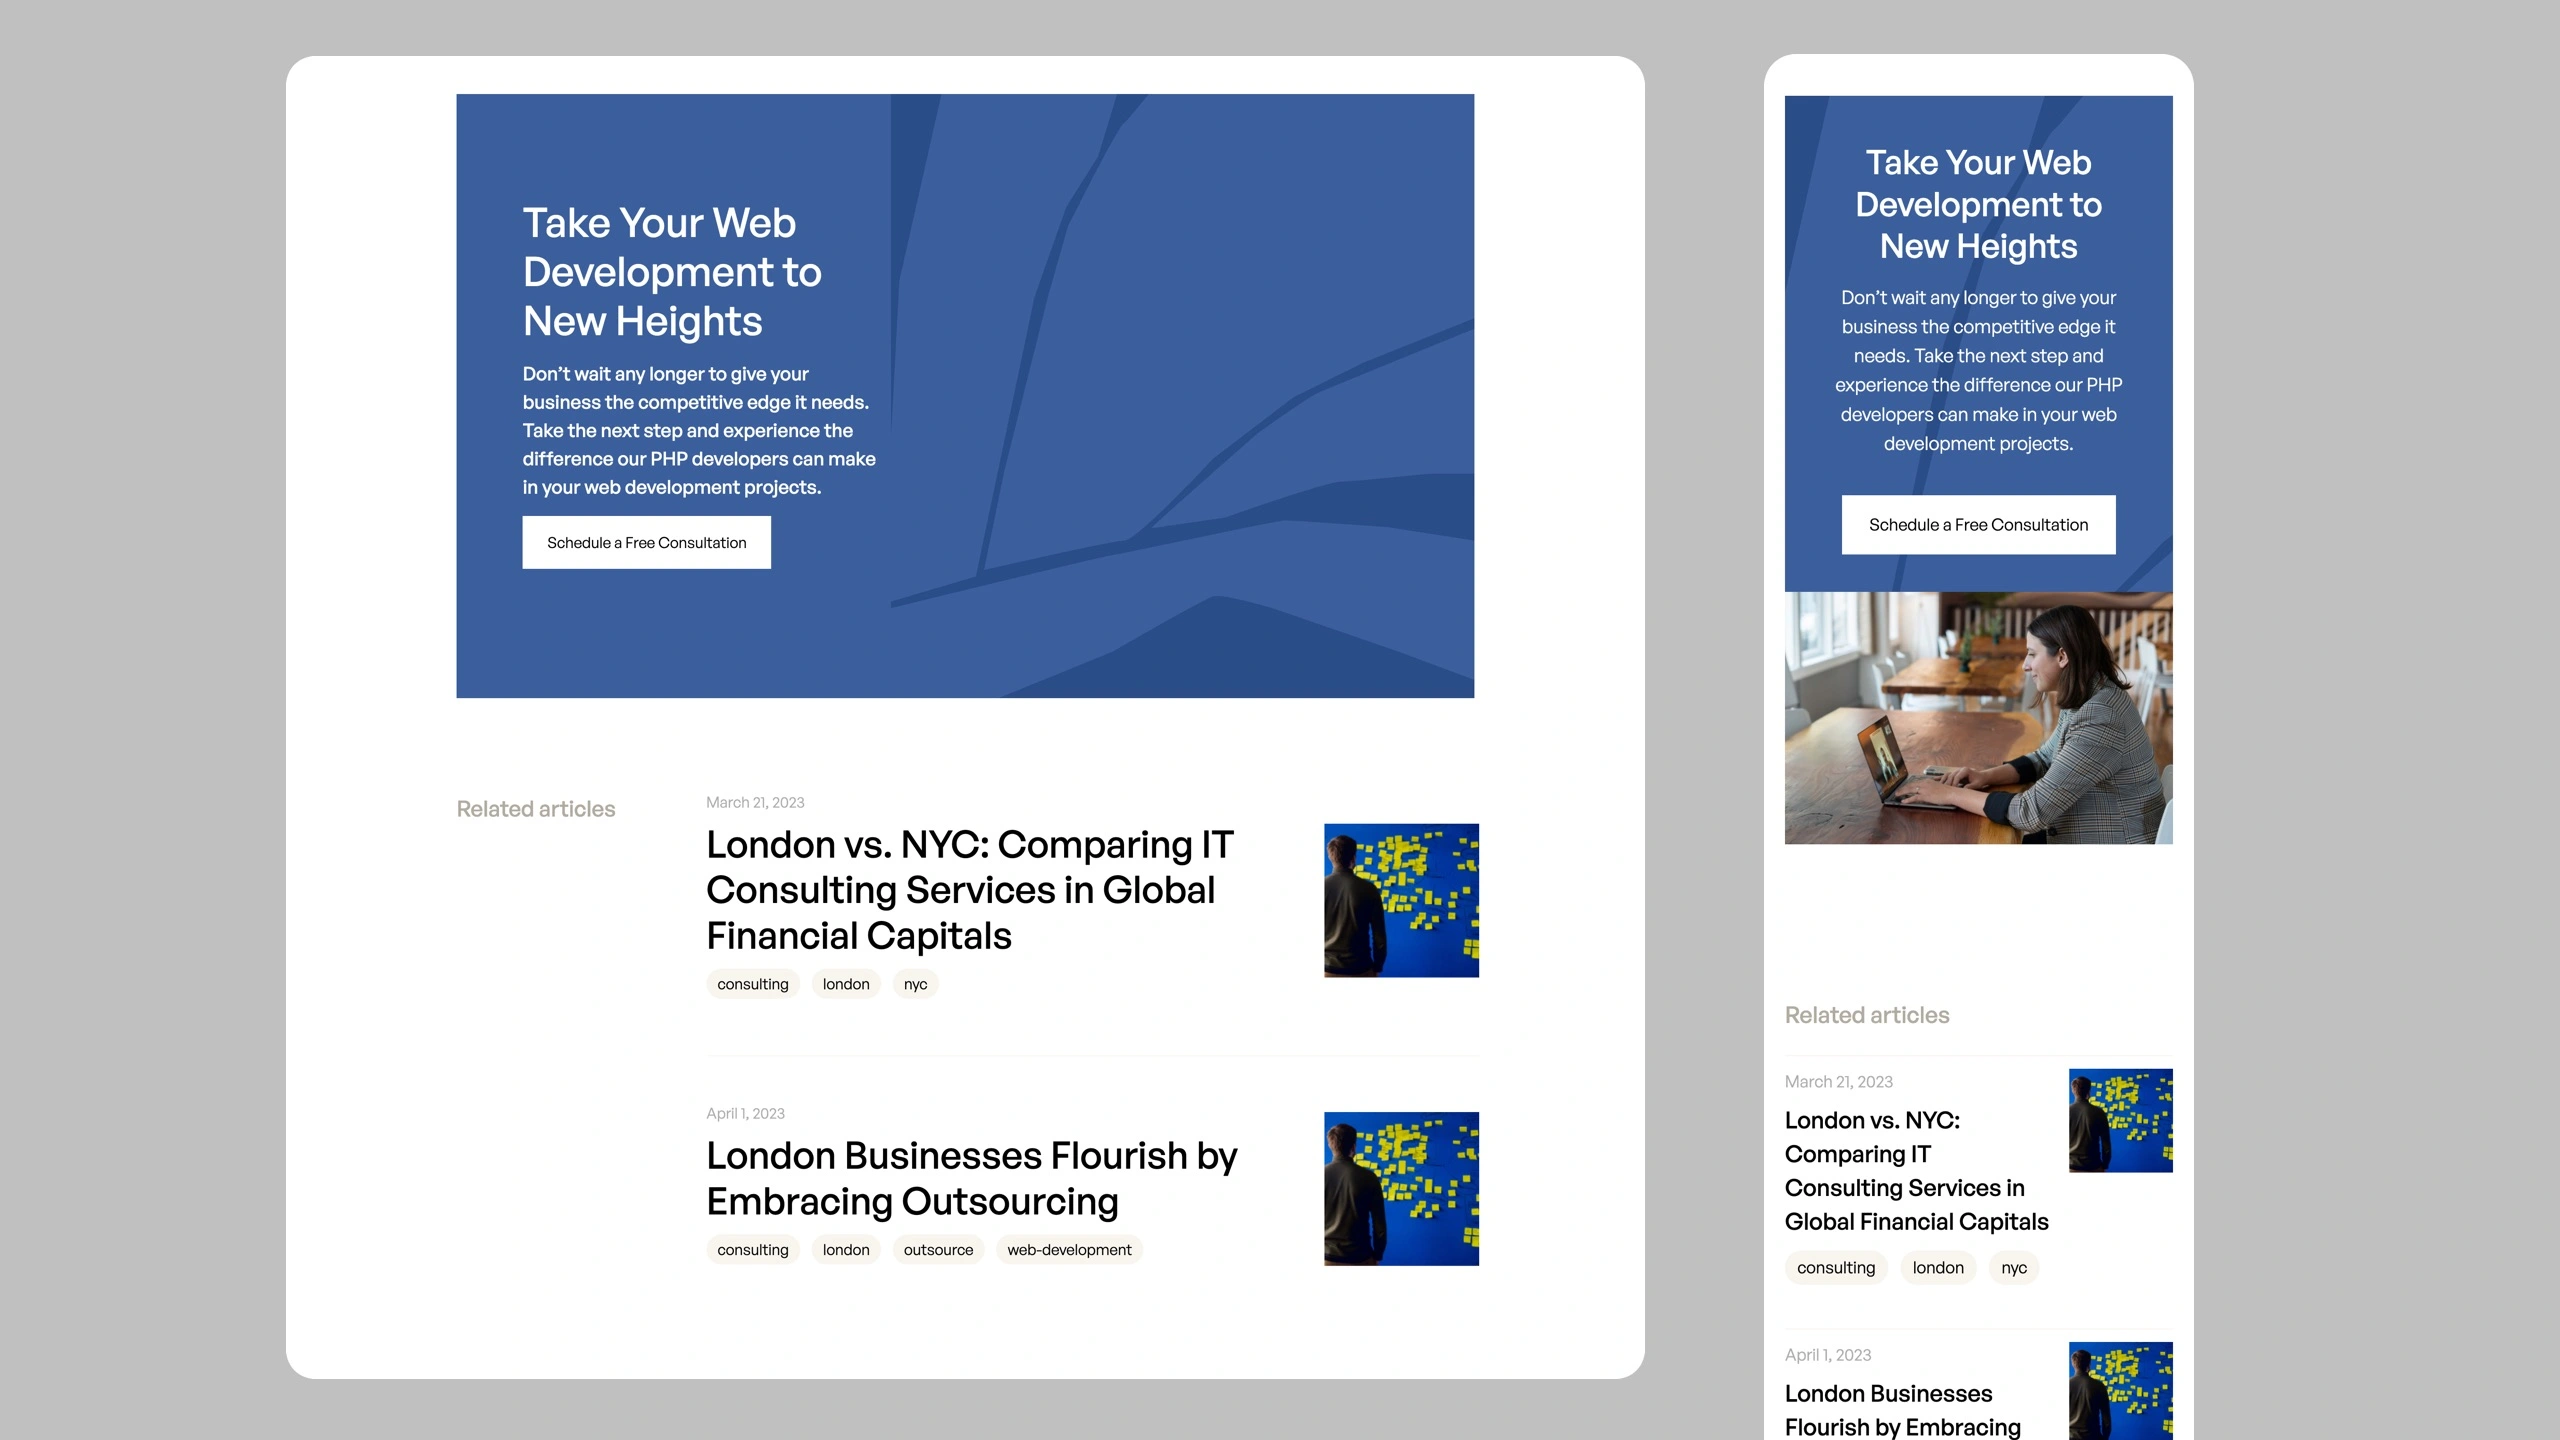 Take Your Web
Development to
New Heights
Don’t wait any longer to give your
business the competitive edge it needs.
Take the next step and experience the
difference our PHP developers can make
in your web development projects.
Schedule a Free Consultation
Related articles
March 21, 2023
London vs. NYC: Comparing IT
Consulting Services in Global
Financial Capitals
consulting london nyc
April 1, 2023
London Businesses Flourish by
Embracing Outsourcing
consulting london outsource web-development
Take Your Web
Development to
New Heights
Don’t wait any longer to give your
business the competitive edge it
needs. Take the next step and
experience the difference our PHP
developers can make in your web
development projects.
Schedule a Free Consultation
Related articles
March 21, 2023
London vs. NYC:
Comparing IT
Consulting Services in
Global Financial Capitals
consulting london nyc
April 1, 2023
London Businesses
Flourish by Embracing